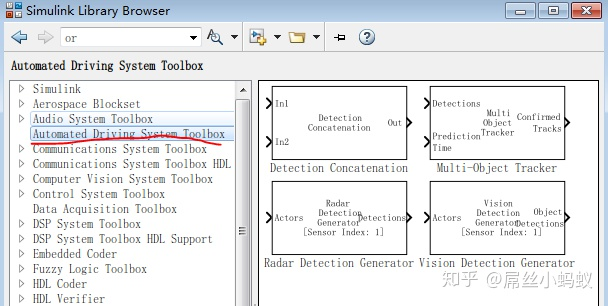 Simulink Library Browser
or
Automated Driving System Toolbox
Simulink
Aerospace Blockset
Audio System Toolbox
Automated Driving System Toolbox
Communications System Toolbox
Communications System Toolbox HDL
Computer Vision System Toolbox
Control System Toolbox
Data Acquisition Toolbox
DSP System Toolbox
DSP System Toolbox HDL Support
Embedded Coder
Fuzzy Logic Toolbox
HDL Coder
HDL Verifier
In1
In2
Detection
Concatenation
Out
Detection Concatenation
Detections
Prediction
Time
Multi
Object
Tracker
Confirmed
Tracks
Multi-Object Tracker
Actors
Radar
Detection
Generator
[Sensor Index: 1]
Detections
Radar Detection Generator
Actors
Vision
Detection
Generator
[Sensor Index: 1]
Object
Detections
Vision Detection Generator
知乎 @屌丝小蚂蚁